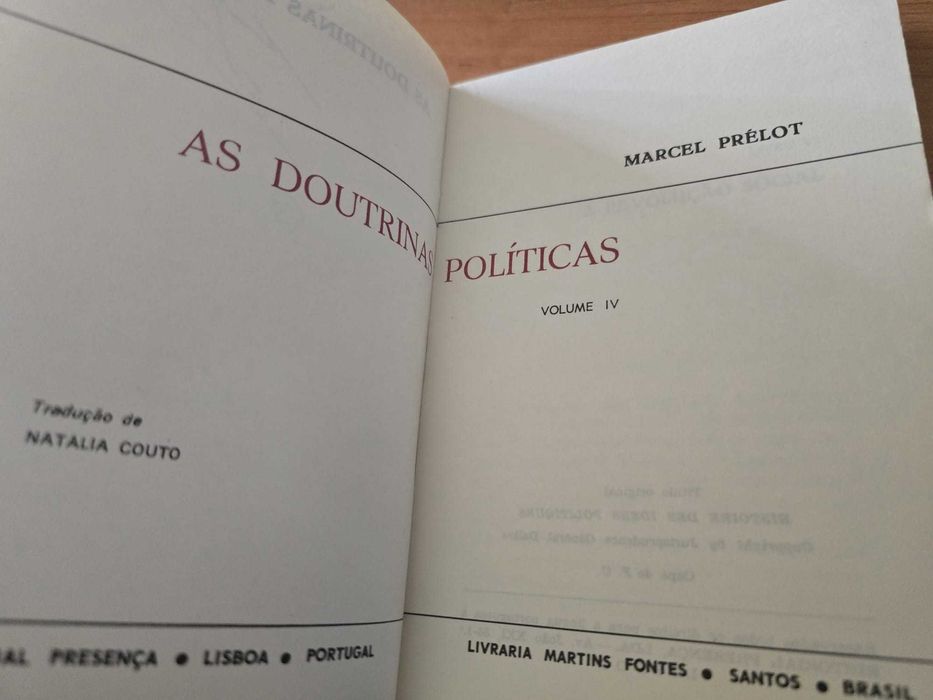 AS DOUTRINAS
Tradução de
NATALIA COUTO
PRESENÇA • LISBOA • PORTUGAL
MARCEL PRÉLOT
POLÍTICAS
VOLUME IV
LIVRARIA MARTINS FONTES • SANTOS • BRASIL